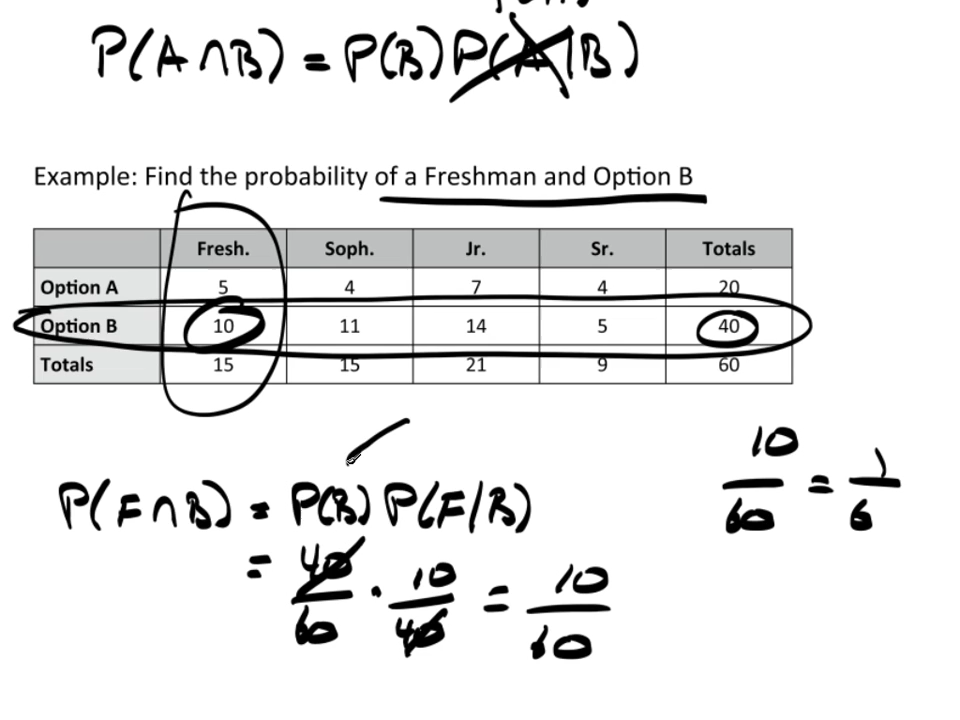 P(A∩B) = P(B)P(A|B)
Example: Find the probability of a Freshman and Option B
Fresh. Soph. Jr. Sr. Totals
Option A 5 4 7 4 20
Option B 10 11 14 5 40
Totals 15 15 21 9 60
P(F∩B) = P(B) P(F/B)
= 40/60 · 10/40 = 10/60
10/60 = 1/6